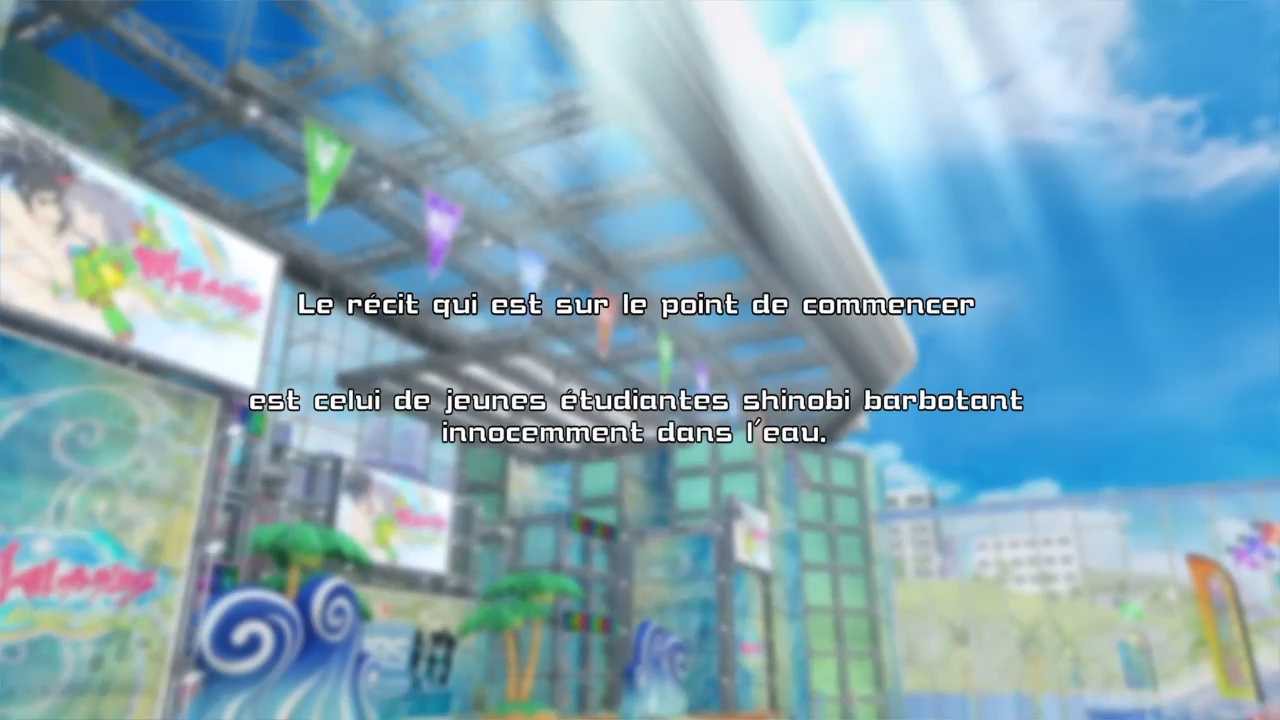 Le récit qui est sur le point de commencer
est celui de jeunes étudiantes shinobi barbotant
innocemment dans l'eau.